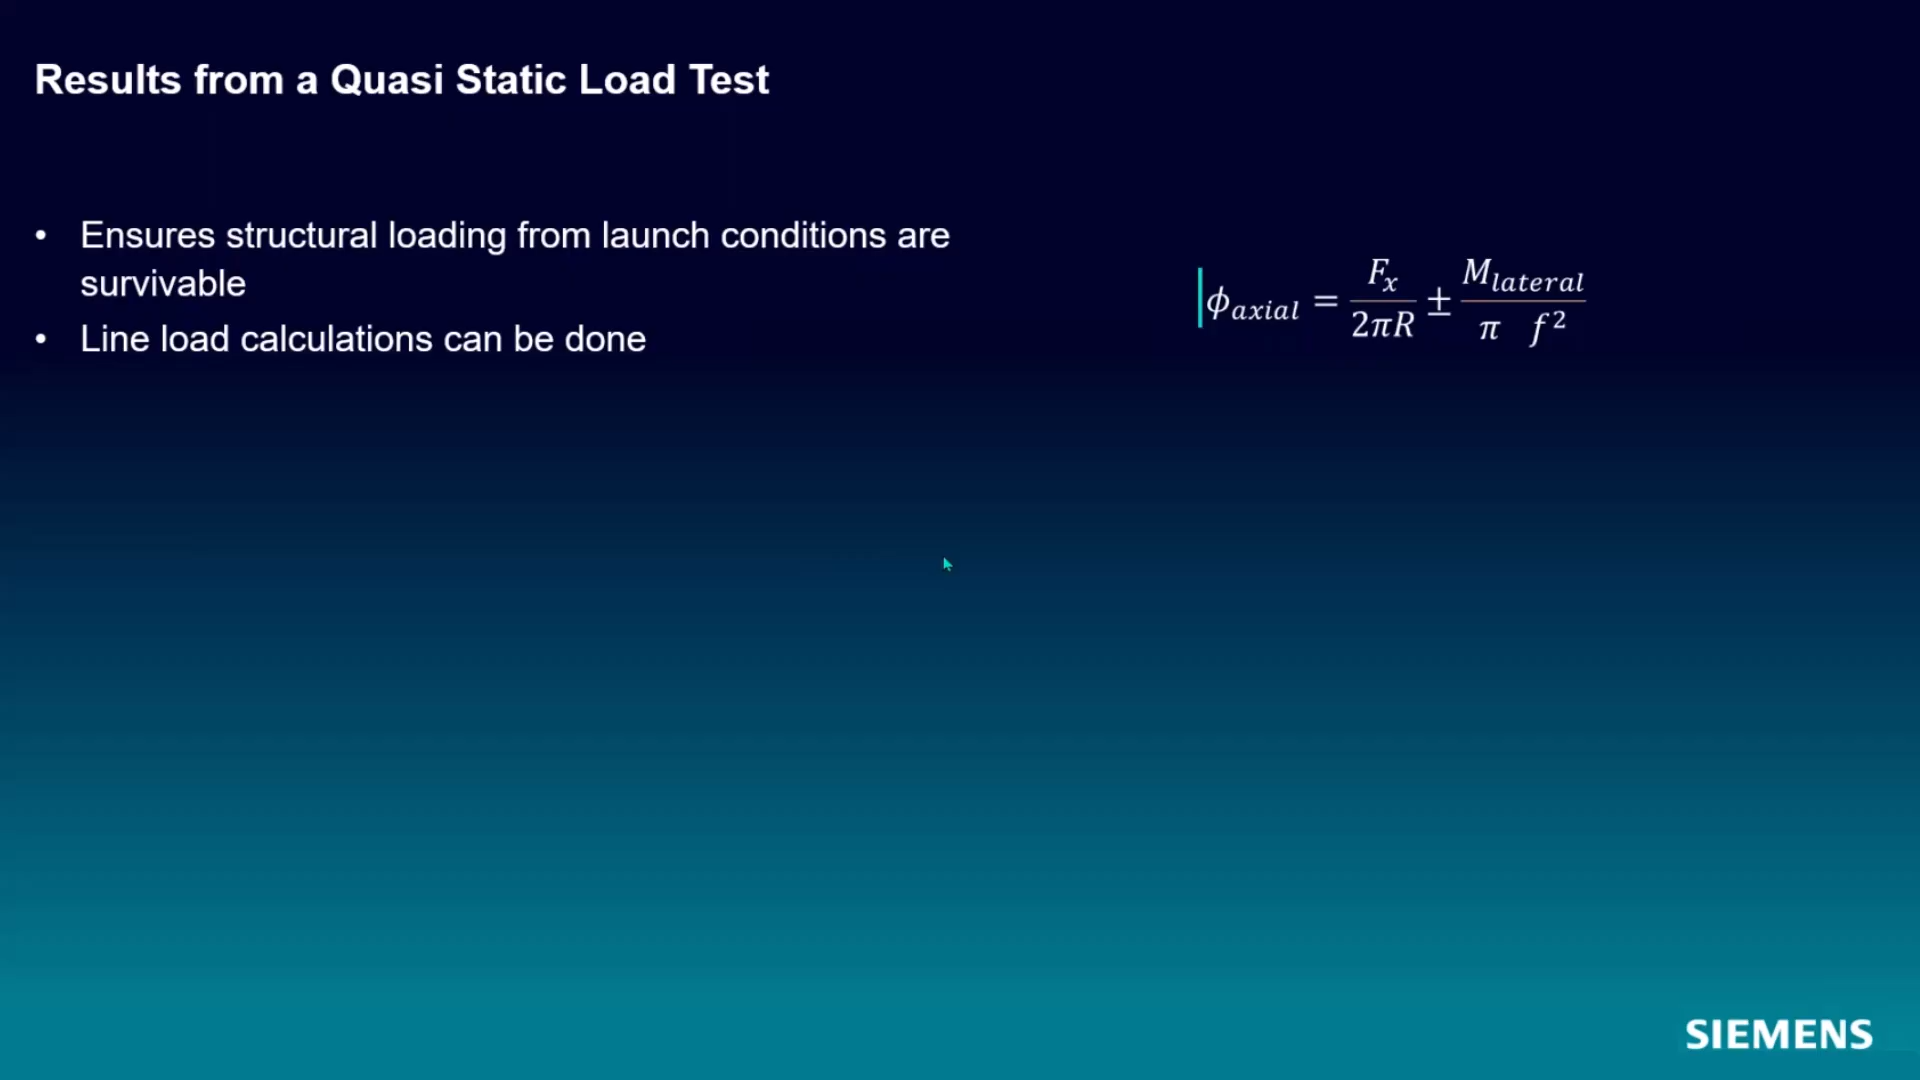 Results from a Quasi Static Load Test
• Ensures structural loading from launch conditions are
survivable
• Line load calculations can be done
ϕ_axial = F_x / 2πR ± M_lateral / π f²
SIEMENS